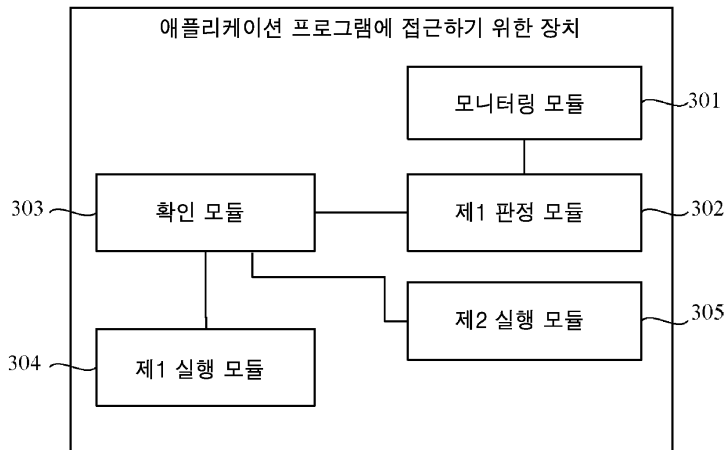 애플리케이션 프로그램에 접근하기 위한 장치
모니터링 모듈
301
303
확인 모듈
제1 판정 모듈
302
제2 실행 모듈
305
304
제1 실행 모듈